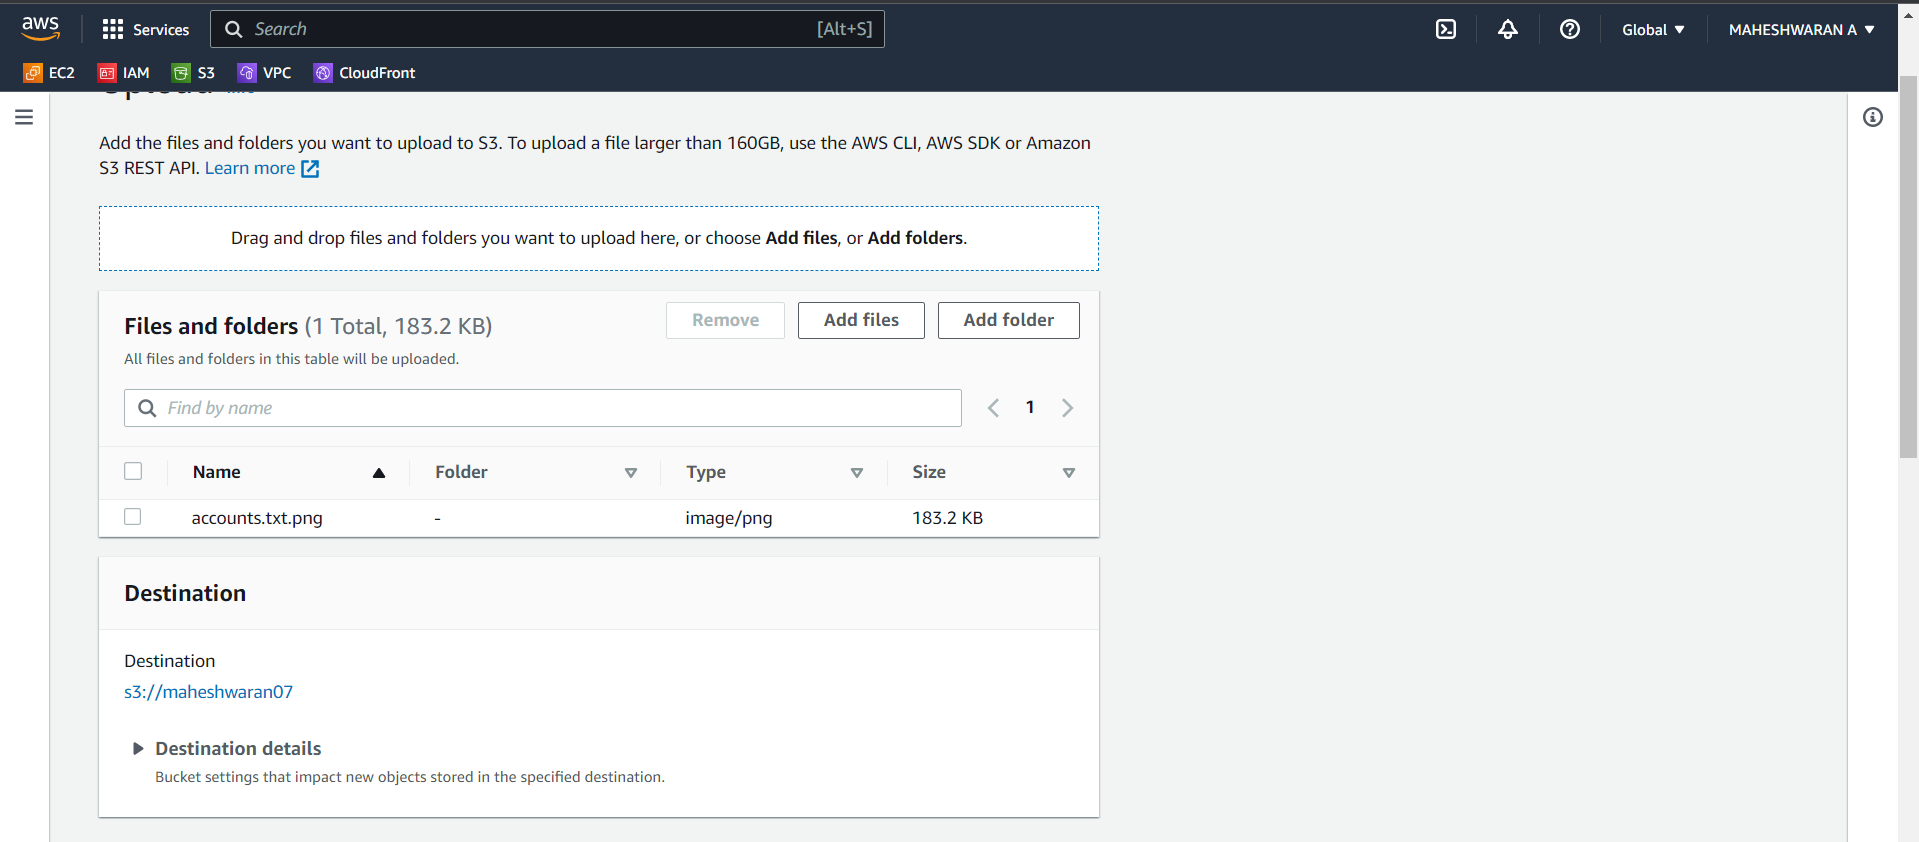 aws
Services
Search [Alt+S]
Global
MAHESHWARAN A
EC2 IAM S3 VPC CloudFront
Add the files and folders you want to upload to S3. To upload a file larger than 160GB, use the AWS CLI, AWS SDK or Amazon
S3 REST API. Learn more
Drag and drop files and folders you want to upload here, or choose Add files, or Add folders.
Files and folders (1 Total, 183.2 KB)
Remove Add files Add folder
All files and folders in this table will be uploaded.
Find by name
1
Name Folder Type Size
accounts.txt.png - image/png 183.2 KB
Destination
Destination
s3://maheshwaran07
Destination details
Bucket settings that impact new objects stored in the specified destination.